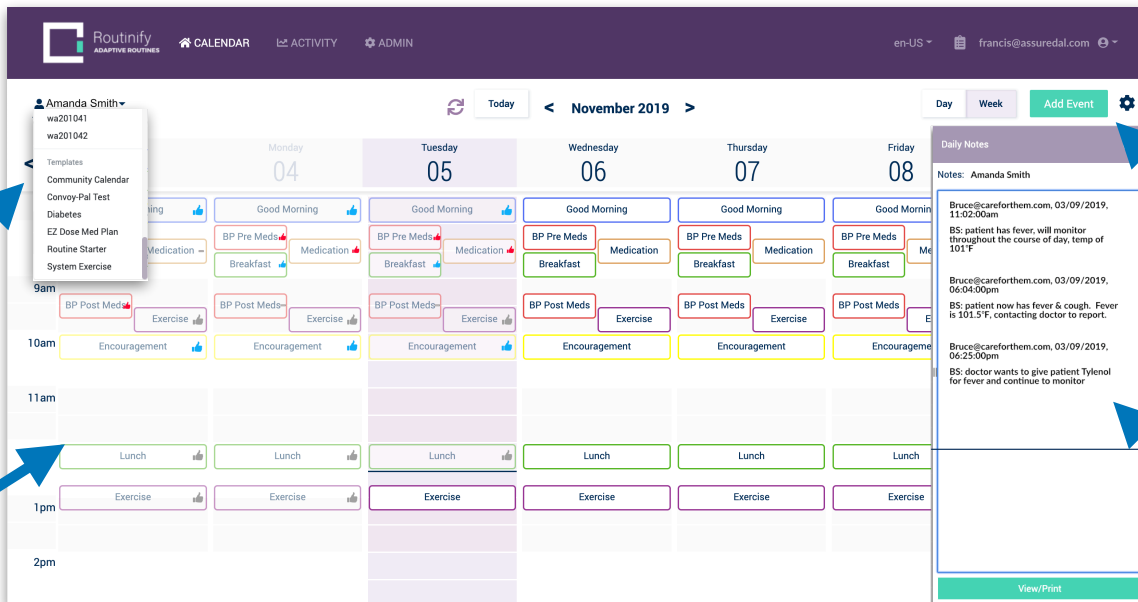 Routinify
ADAPTIVE ROUTINES
CALENDAR
ACTIVITY
ADMIN
en-US
francis@assuredal.com
Amanda Smith
Today
< November 2019 >
Day
Week
Add Event
wa201041
wa201042
Templates
Community Calendar
Convoy-Pal Test
Diabetes
EZ Dose Med Plan
Routine Starter
System Exercise
<
Monday
04
Tuesday
05
Wednesday
06
Thursday
07
Friday
08
9am
10am
11am
1pm
2pm
Medication
BP Post Meds
Exercise
Encouragement
Lunch
Exercise
Good Morning
BP Pre Meds
Medication
Breakfast
BP Post Meds
Exercise
Encouragement
Lunch
Exercise
Good Morning
BP Pre Meds
Medication
Breakfast
BP Post Meds
Exercise
Encouragement
Lunch
Exercise
Good Morning
BP Pre Meds
Medication
Breakfast
BP Post Meds
Exercise
Encouragement
Lunch
Exercise
Good Morning
BP Pre Meds
Medication
Breakfast
BP Post Meds
Exercise
Encouragement
Lunch
Exercise
Good Mornin
BP Pre Meds
Me
Breakfast
BP Post Meds
E
Encourageme
Lunch
Exercise
Daily Notes
Notes: Amanda Smith
Bruce@careforthem.com, 03/09/2019,
11:02:00am
BS: patient has fever, will monitor
throughout the course of day, temp of
101°F
Bruce@careforthem.com, 03/09/2019,
06:04:00pm
BS: patient now has fever & cough. Fever
is 101.5°F, contacting doctor to report.
Bruce@careforthem.com, 03/09/2019,
06:25:00pm
BS: doctor wants to give patient Tylenol
for fever and continue to monitor
View/Print